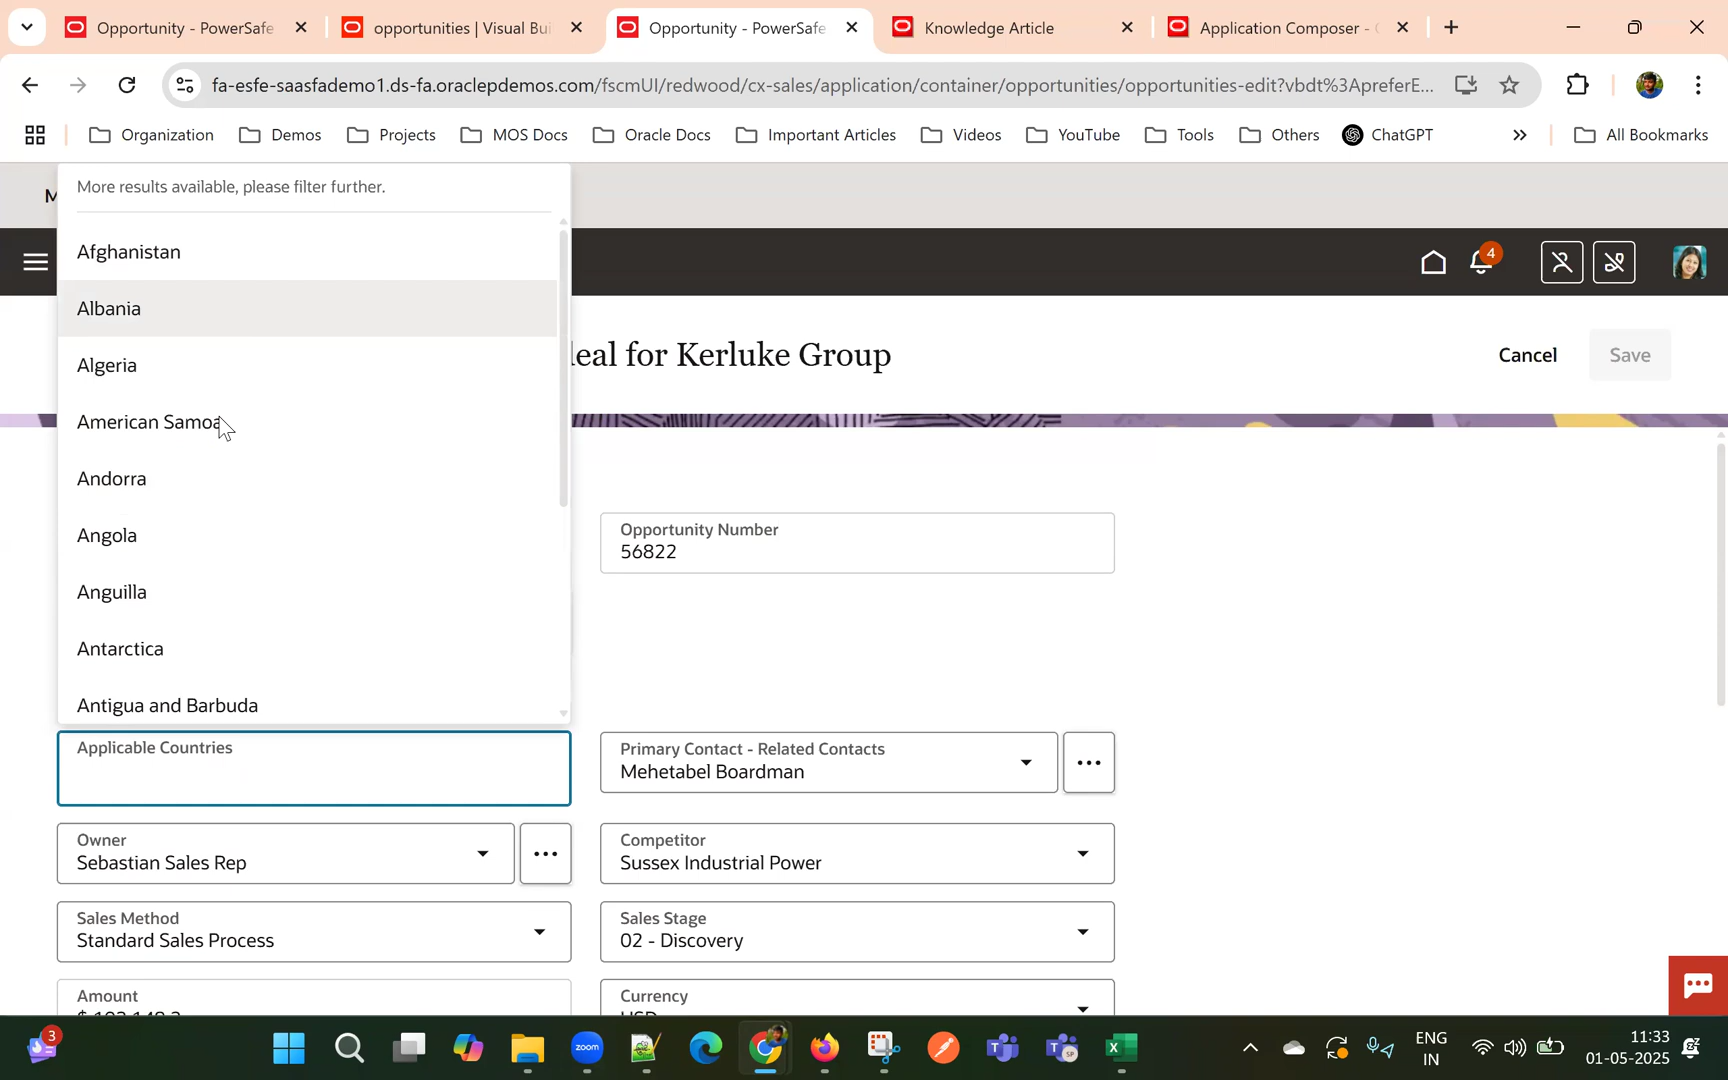 Opportunity - PowerSafe
opportunities | Visual Bui
Opportunity - PowerSafe
Knowledge Article
Application Composer -
fa-esfe-saasfademo1.ds-fa.oraclepdemos.com/fscmUI/redwood/cx-sales/application/container/opportunities/opportunities-edit?vbdt%3ApreferE...
Organization
Demos
Projects
MOS Docs
Oracle Docs
Important Articles
Videos
YouTube
Tools
Others
ChatGPT
All Bookmarks
More results available, please filter further.
Afghanistan
4
Albania
eal for Kerluke Group
Cancel
Save
Algeria
American Samoa
Andorra
Angola
Anguilla
Antarctica
Antigua and Barbuda
Opportunity Number
56822
Applicable Countries
Primary Contact - Related Contacts
Mehetabel Boardman
Owner
Sebastian Sales Rep
Competitor
Sussex Industrial Power
Sales Method
Standard Sales Process
Sales Stage
02 - Discovery
Amount
Currency
USD
3
zoom
ENG
IN
11:33
01-05-2025